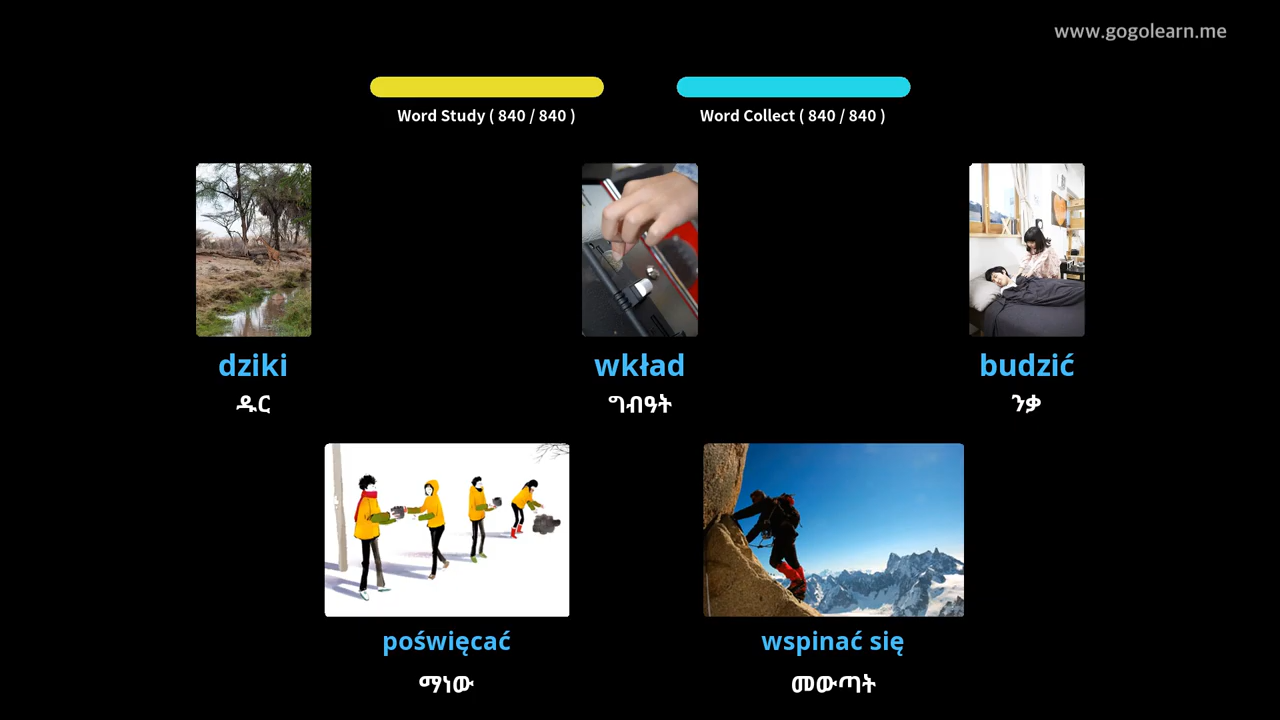 www.gogolearn.me
Word Study ( 840 / 840 )
Word Collect ( 840 / 840 )
dziki
ዱር
wkład
ግብዓት
budzić
ንቃ
poświęcać
ማነው
wspinać się
መውጣት